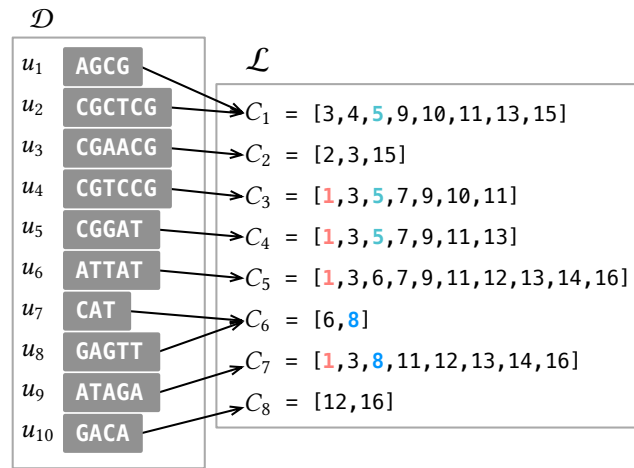 𝒟
ℒ
u₁ AGCG
u₂ CGCTCG C₁ = [3,4,5,9,10,11,13,15]
u₃ CGAACG C₂ = [2,3,15]
u₄ CGTCCG C₃ = [1,3,5,7,9,10,11]
u₅ CGGAT C₄ = [1,3,5,7,9,11,13]
u₆ ATTAT C₅ = [1,3,6,7,9,11,12,13,14,16]
u₇ CAT C₆ = [6,8]
u₈ GAGTT
u₉ ATAGA C₇ = [1,3,8,11,12,13,14,16]
u₁₀ GACA C₈ = [12,16]